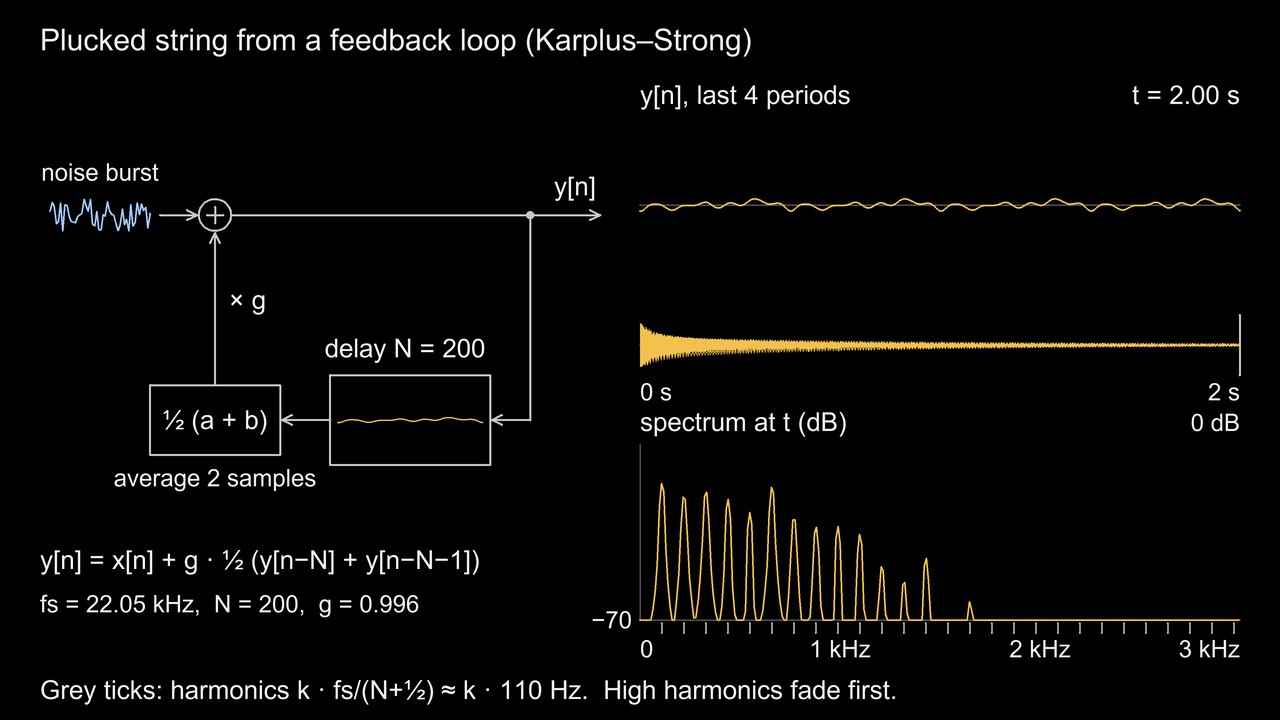 Plucked string from a feedback loop (Karplus–Strong)
y[n], last 4 periods
t = 2.00 s
noise burst
y[n]
+
× g
delay N = 200
½ (a + b)
average 2 samples
0 s
2 s
spectrum at t (dB)
0 dB
y[n] = x[n] + g · ½ (y[n−N] + y[n−N−1])
fs = 22.05 kHz,  N = 200,  g = 0.996
−70
0
1 kHz
2 kHz
3 kHz
Grey ticks: harmonics k · fs/(N+½) ≈ k · 110 Hz.  High harmonics fade first.